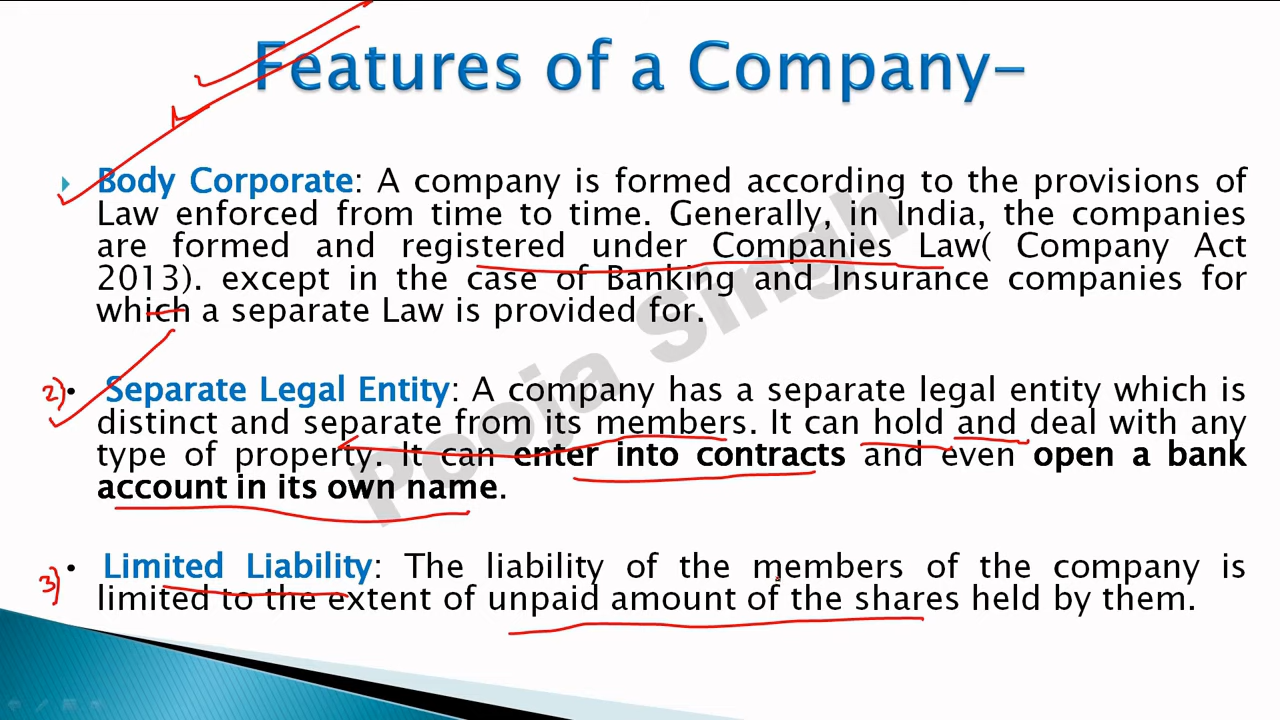 Features of a Company-
Body Corporate: A company is formed according to the provisions of
Law enforced from time to time. Generally, in India, the companies
are formed and registered under Companies Law( Company Act
2013). except in the case of Banking and Insurance companies for
which a separate Law is provided for.
2) • Separate Legal Entity: A company has a separate legal entity which is
distinct and separate from its members. It can hold and deal with any
type of property. It can enter into contracts and even open a bank
account in its own name.
3) • Limited Liability: The liability of the members of the company is
limited to the extent of unpaid amount of the shares held by them.
Pooja Singh